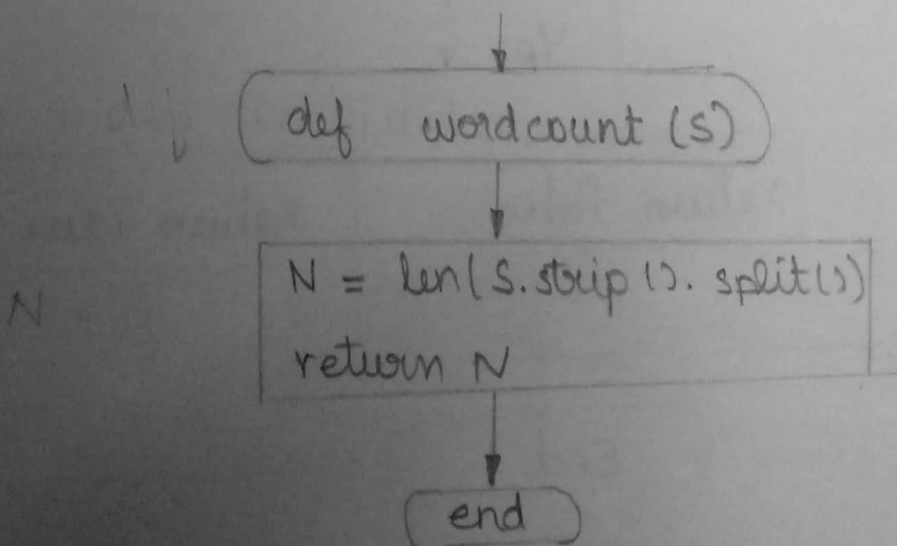 def wordcount (s)
N = len(s.strip().split())
return N
end
N